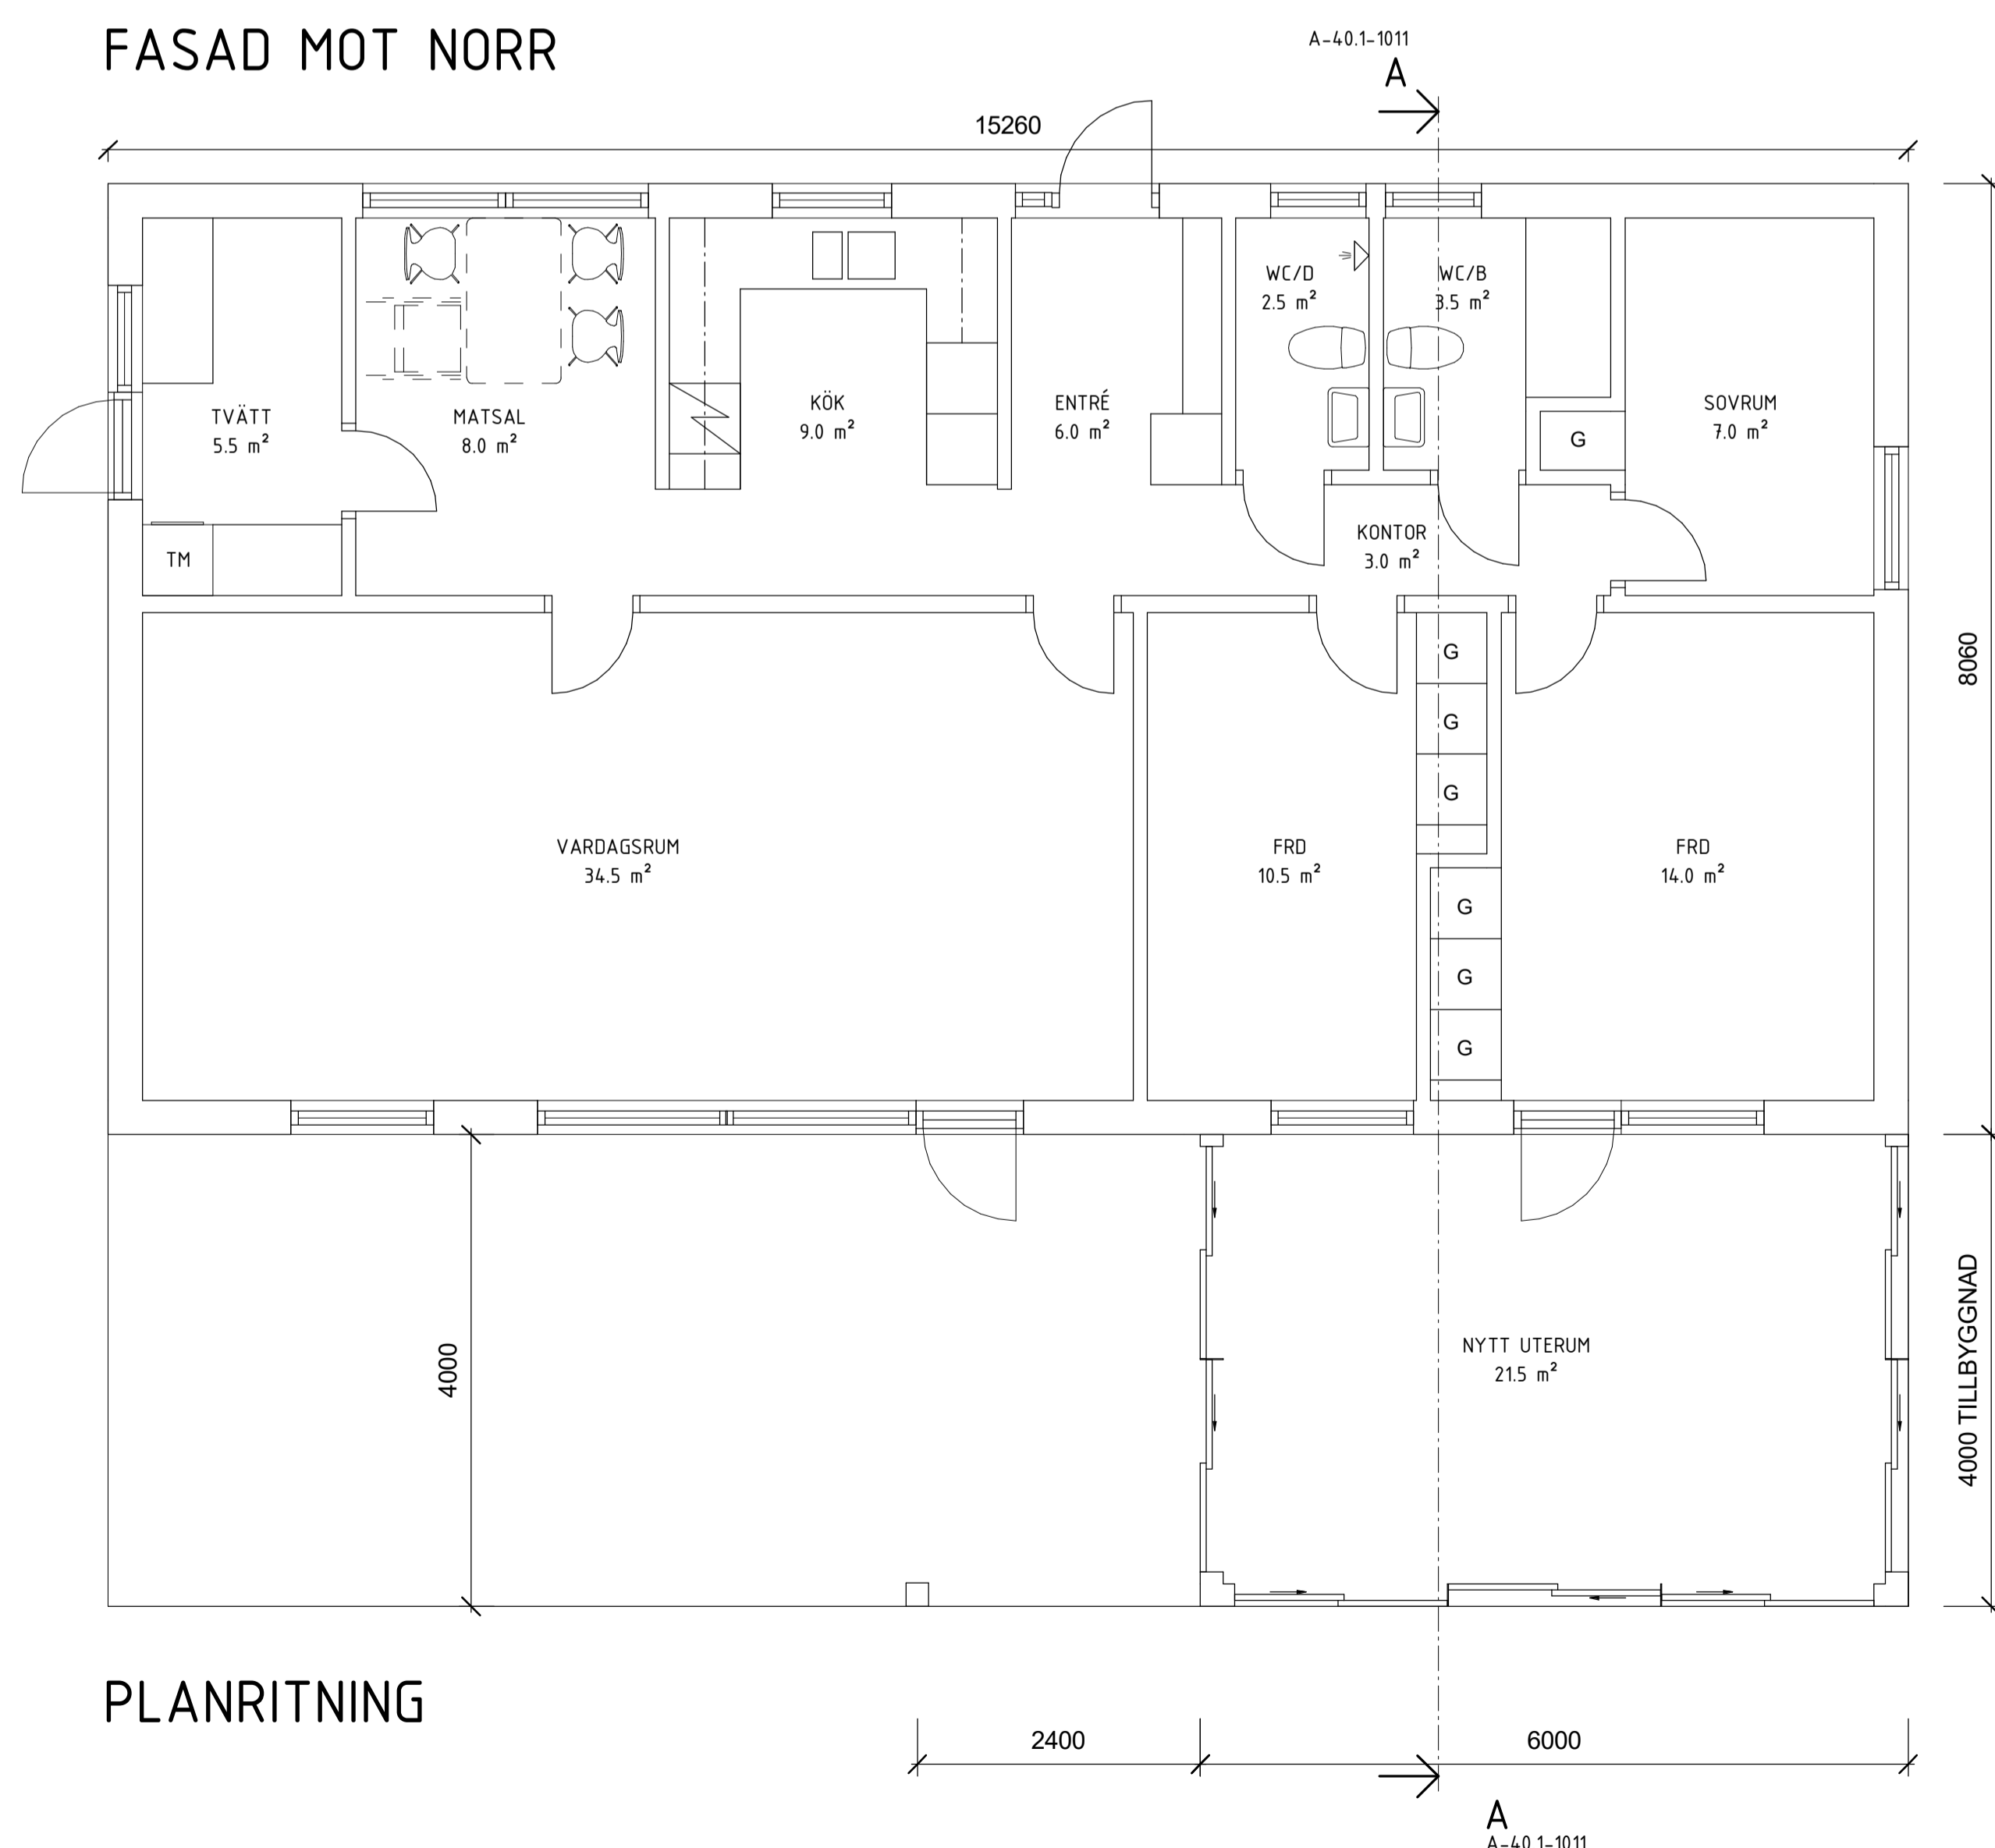 FASAD MOT NORR
A-40.1-1011
A
15260
WC/D
2.5 m²
WC/B
3.5 m²
TVÄTT
5.5 m²
MATSAL
8.0 m²
KÖK
9.0 m²
ENTRÉ
6.0 m²
G
SOVRUM
7.0 m²
TM
KONTOR
3.0 m²
8060
G
G
G
VARDAGSRUM
34.5 m²
FRD
10.5 m²
FRD
14.0 m²
G
G
G
4000
NYTT UTERUM
21.5 m²
4000 TILLBYGGNAD
PLANRITNING
2400
6000
A
A-40.1-1011